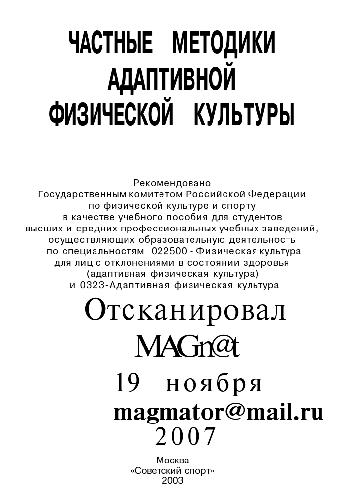 ЧАСТНЫЕ МЕТОДИКИ
АДАПТИВНОЙ
ФИЗИЧЕСКОЙ КУЛЬТУРЫ
Рекомендовано
Государственным комитетом Российской Федерации
по физической культуре и спорту
в качестве учебного пособия для студентов
высших и средних профессиональных учебных заведений,
осуществляющих образовательную деятельность
по специальностям 022500 - Физическая культура
для лиц с отклонениями в состоянии здоровья
(адаптивная физическая культура)
и 0323-Адаптивная физическая культура
Отсканировал
MAGn@t
19 ноября
magmator@mail.ru
2007
Москва
«Советский спорт»
2003